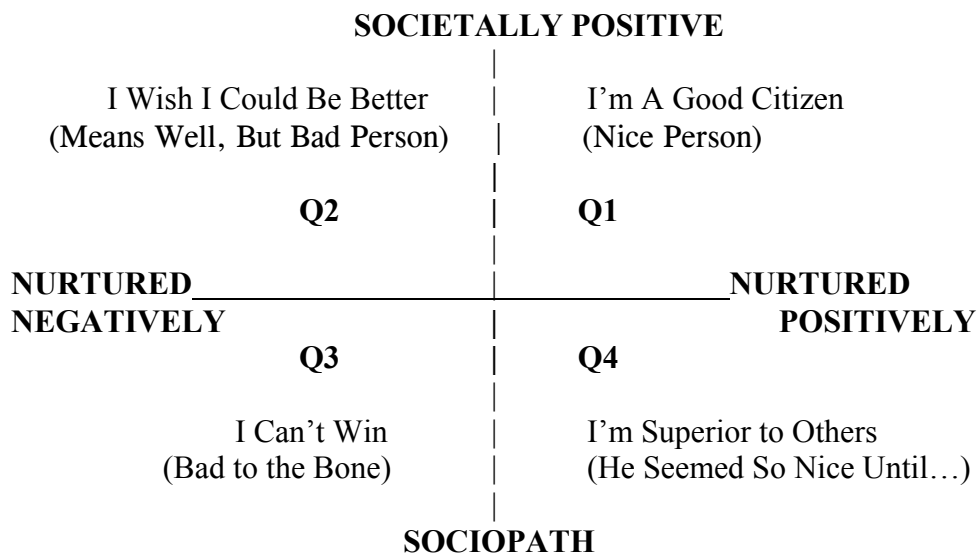 SOCIETALLY POSITIVE
I Wish I Could Be Better I'm A Good Citizen
(Means Well, But Bad Person) (Nice Person)
Q2 Q1
NURTURED NURTURED
NEGATIVELY POSITIVELY
Q3 Q4
I Can’t Win I’m Superior to Others
(Bad to the Bone) (He Seemed So Nice Until…)
SOCIOPATH